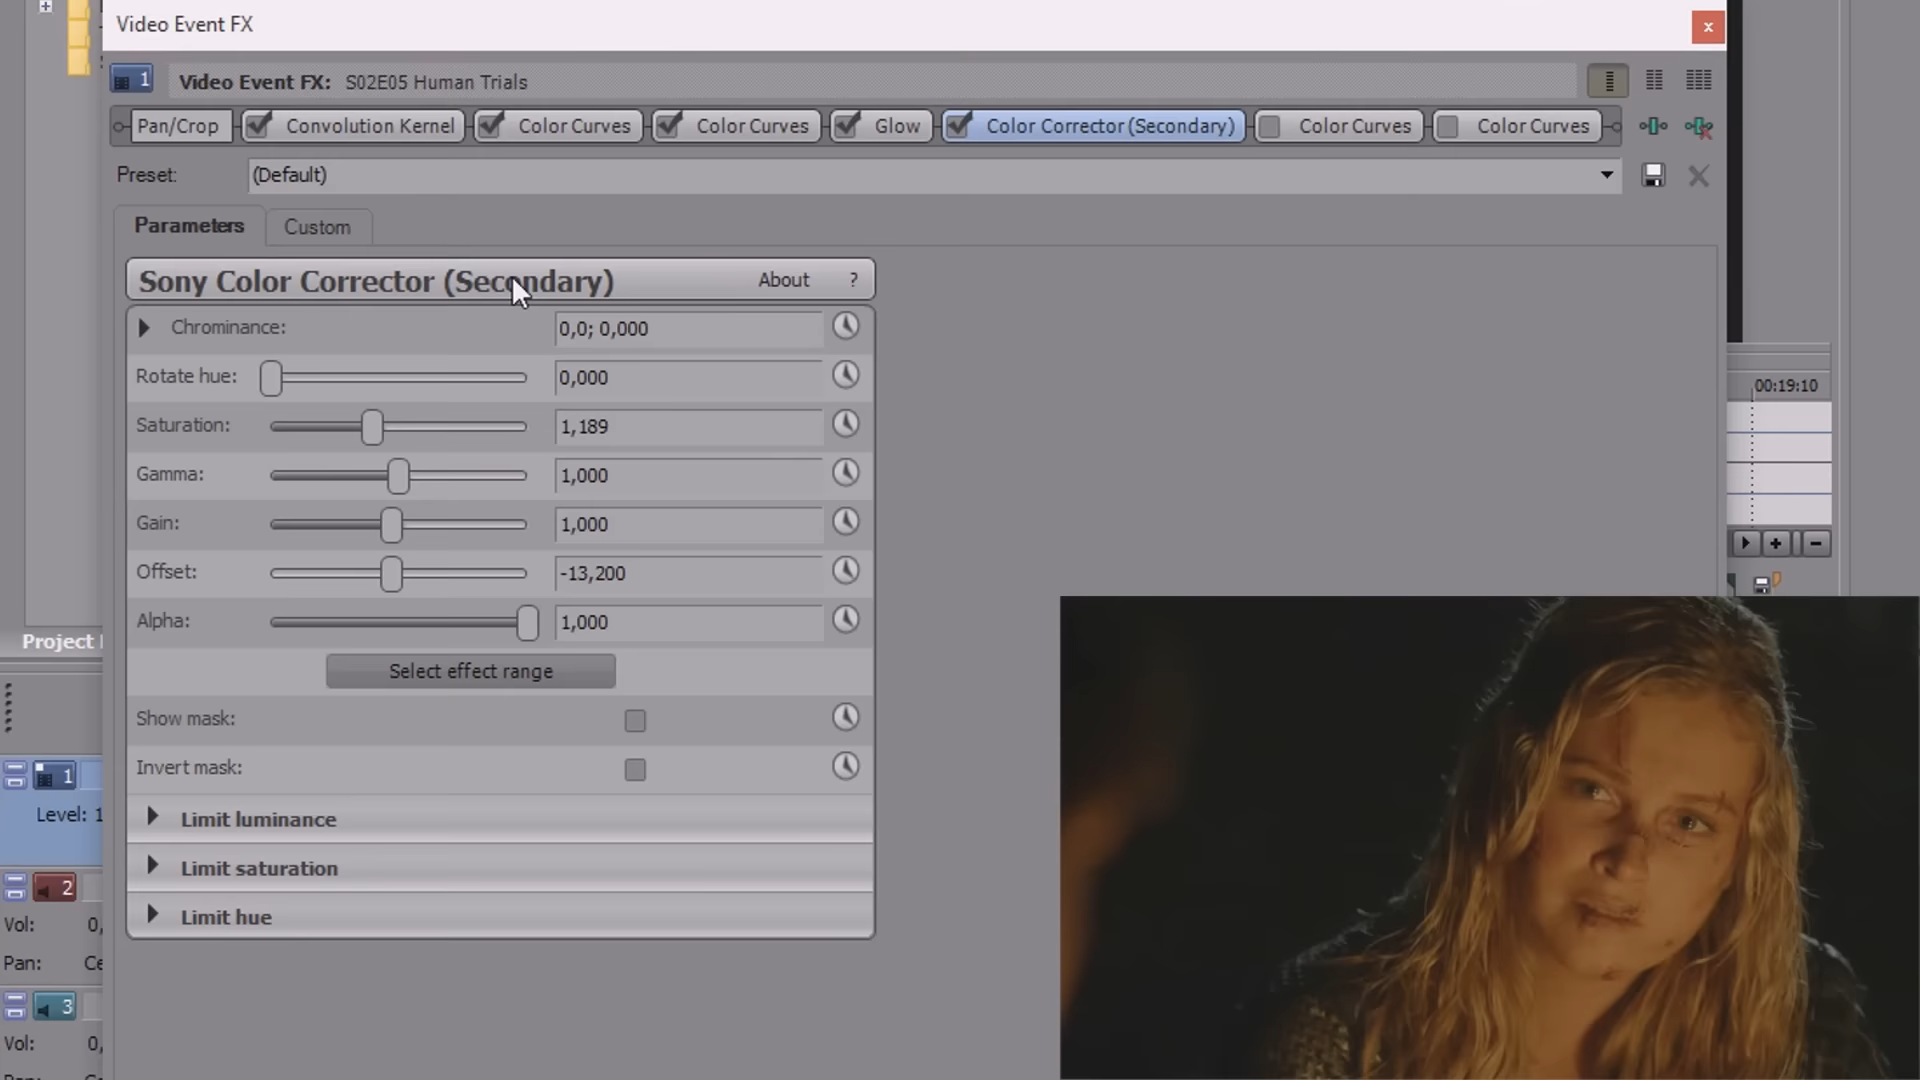 Video Event FX
x
1
Video Event FX: S02E05 Human Trials
Pan/Crop
Convolution Kernel
Color Curves
Color Curves
Glow
Color Corrector (Secondary)
Color Curves
Color Curves
Preset:
(Default)
Parameters
Custom
Sony Color Corrector (Secondary)
About
?
Chrominance:
0,0; 0,000
Rotate hue:
0,000
00:19:10
Saturation:
1,189
Gamma:
1,000
Gain:
1,000
Offset:
-13,200
Alpha:
1,000
Select effect range
Project
Show mask:
Invert mask:
1
Level: 1
Limit luminance
Limit saturation
2
Limit hue
Vol: 0,
Pan: Ce
3
Vol: 0,